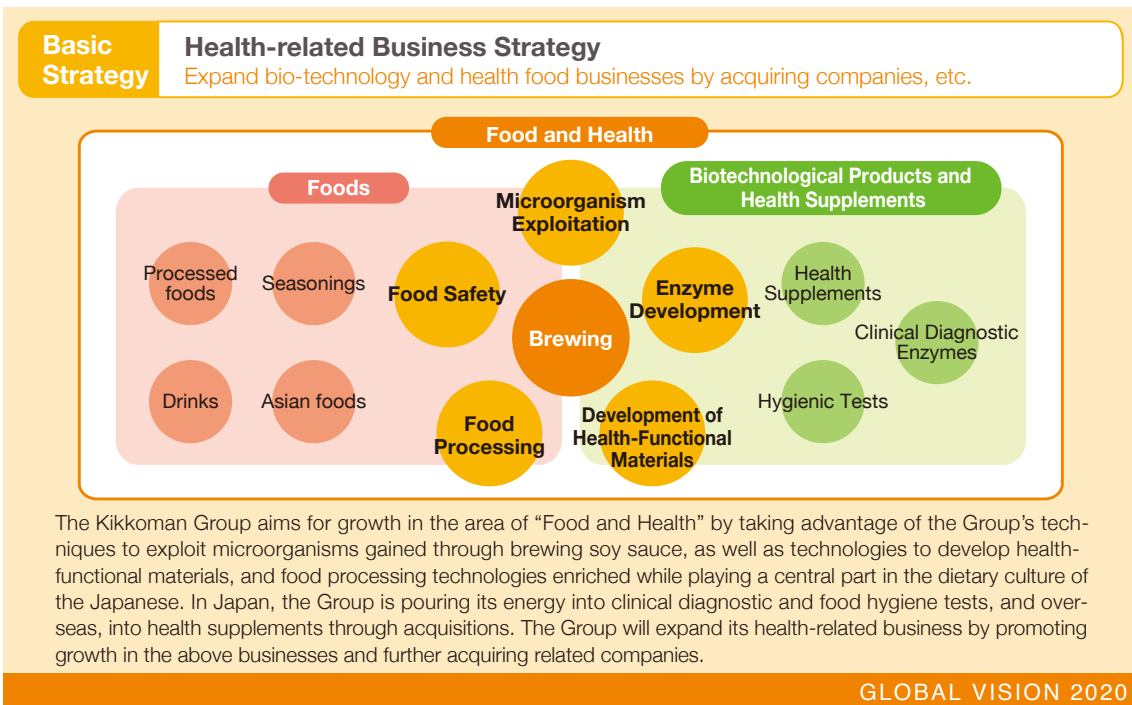 Basic
Strategy
Health-related Business Strategy
Expand bio-technology and health food businesses by acquiring companies, etc.
Food and Health
Foods
Biotechnological Products and
Health Supplements
Microorganism
Exploitation
Processed
foods
Seasonings
Food Safety
Enzyme
Development
Health
Supplements
Brewing
Clinical Diagnostic
Enzymes
Drinks
Asian foods
Food
Processing
Development of
Health-Functional
Materials
Hygienic Tests
The Kikkoman Group aims for growth in the area of “Food and Health” by taking advantage of the Group’s tech-
niques to exploit microorganisms gained through brewing soy sauce, as well as technologies to develop health-
functional materials, and food processing technologies enriched while playing a central part in the dietary culture of
the Japanese. In Japan, the Group is pouring its energy into clinical diagnostic and food hygiene tests, and over-
seas, into health supplements through acquisitions. The Group will expand its health-related business by promoting
growth in the above businesses and further acquiring related companies.
GLOBAL VISION 2020